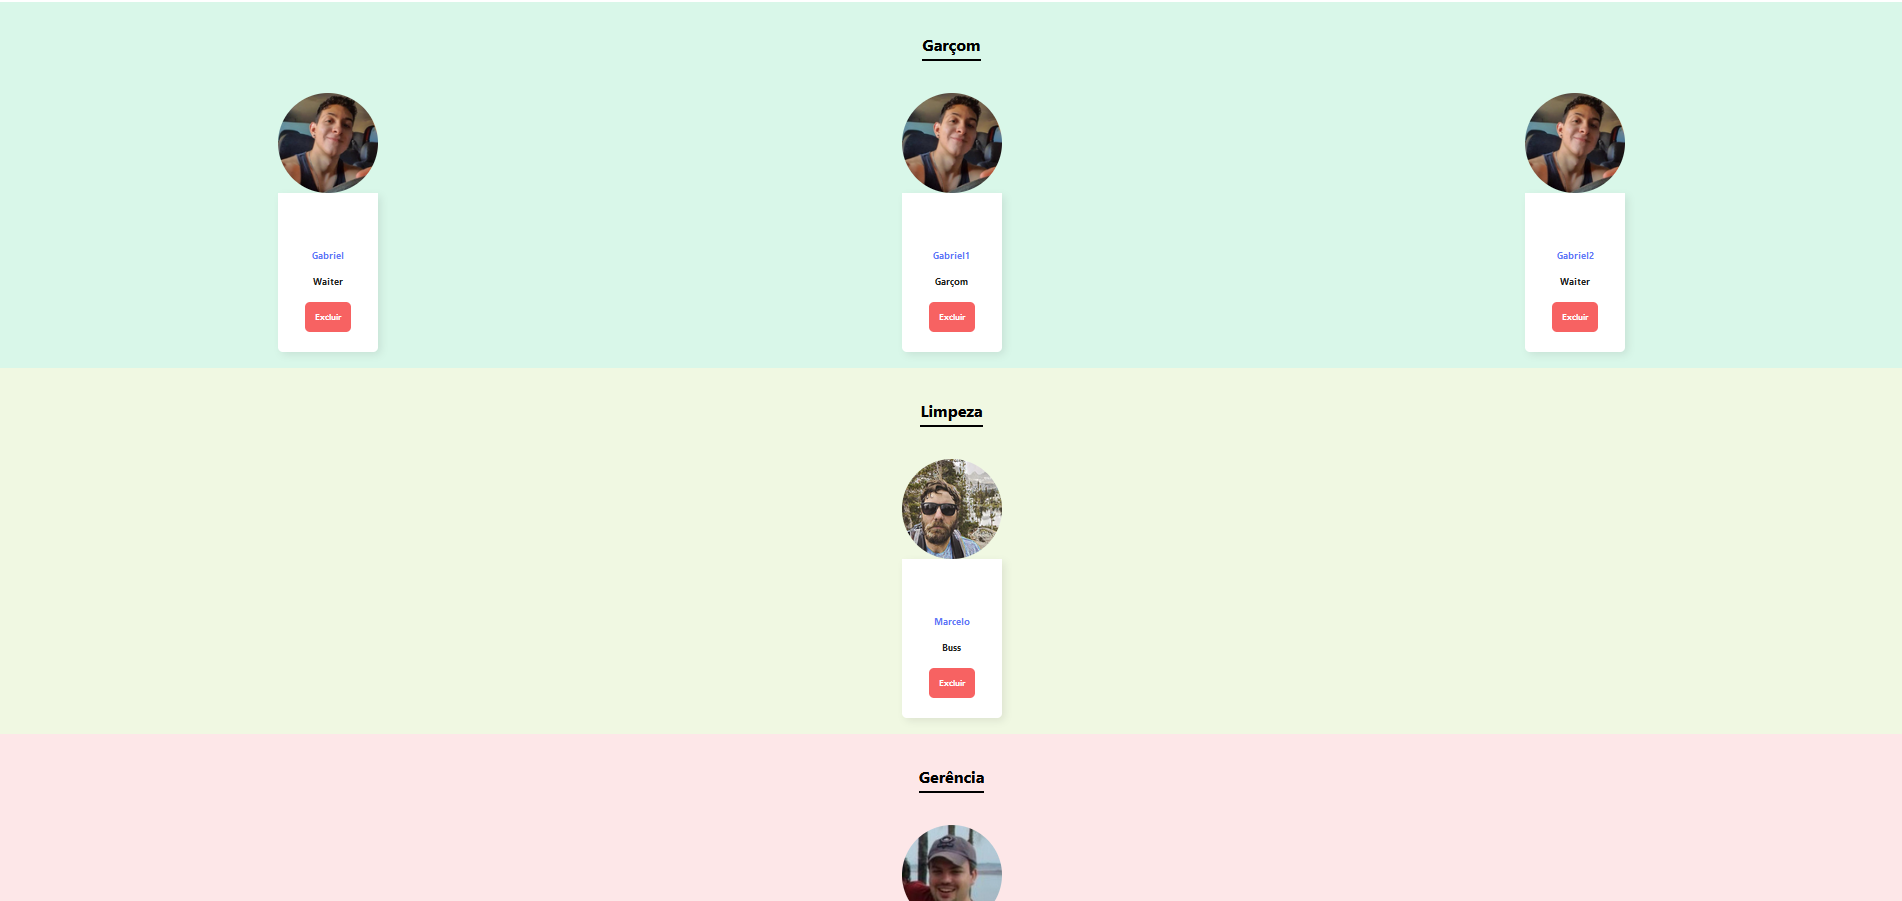 Garçom
Gabriel
Waiter
Excluir
Gabriel1
Garçom
Excluir
Gabriel2
Waiter
Excluir
Limpeza
Marcelo
Buss
Excluir
Gerência